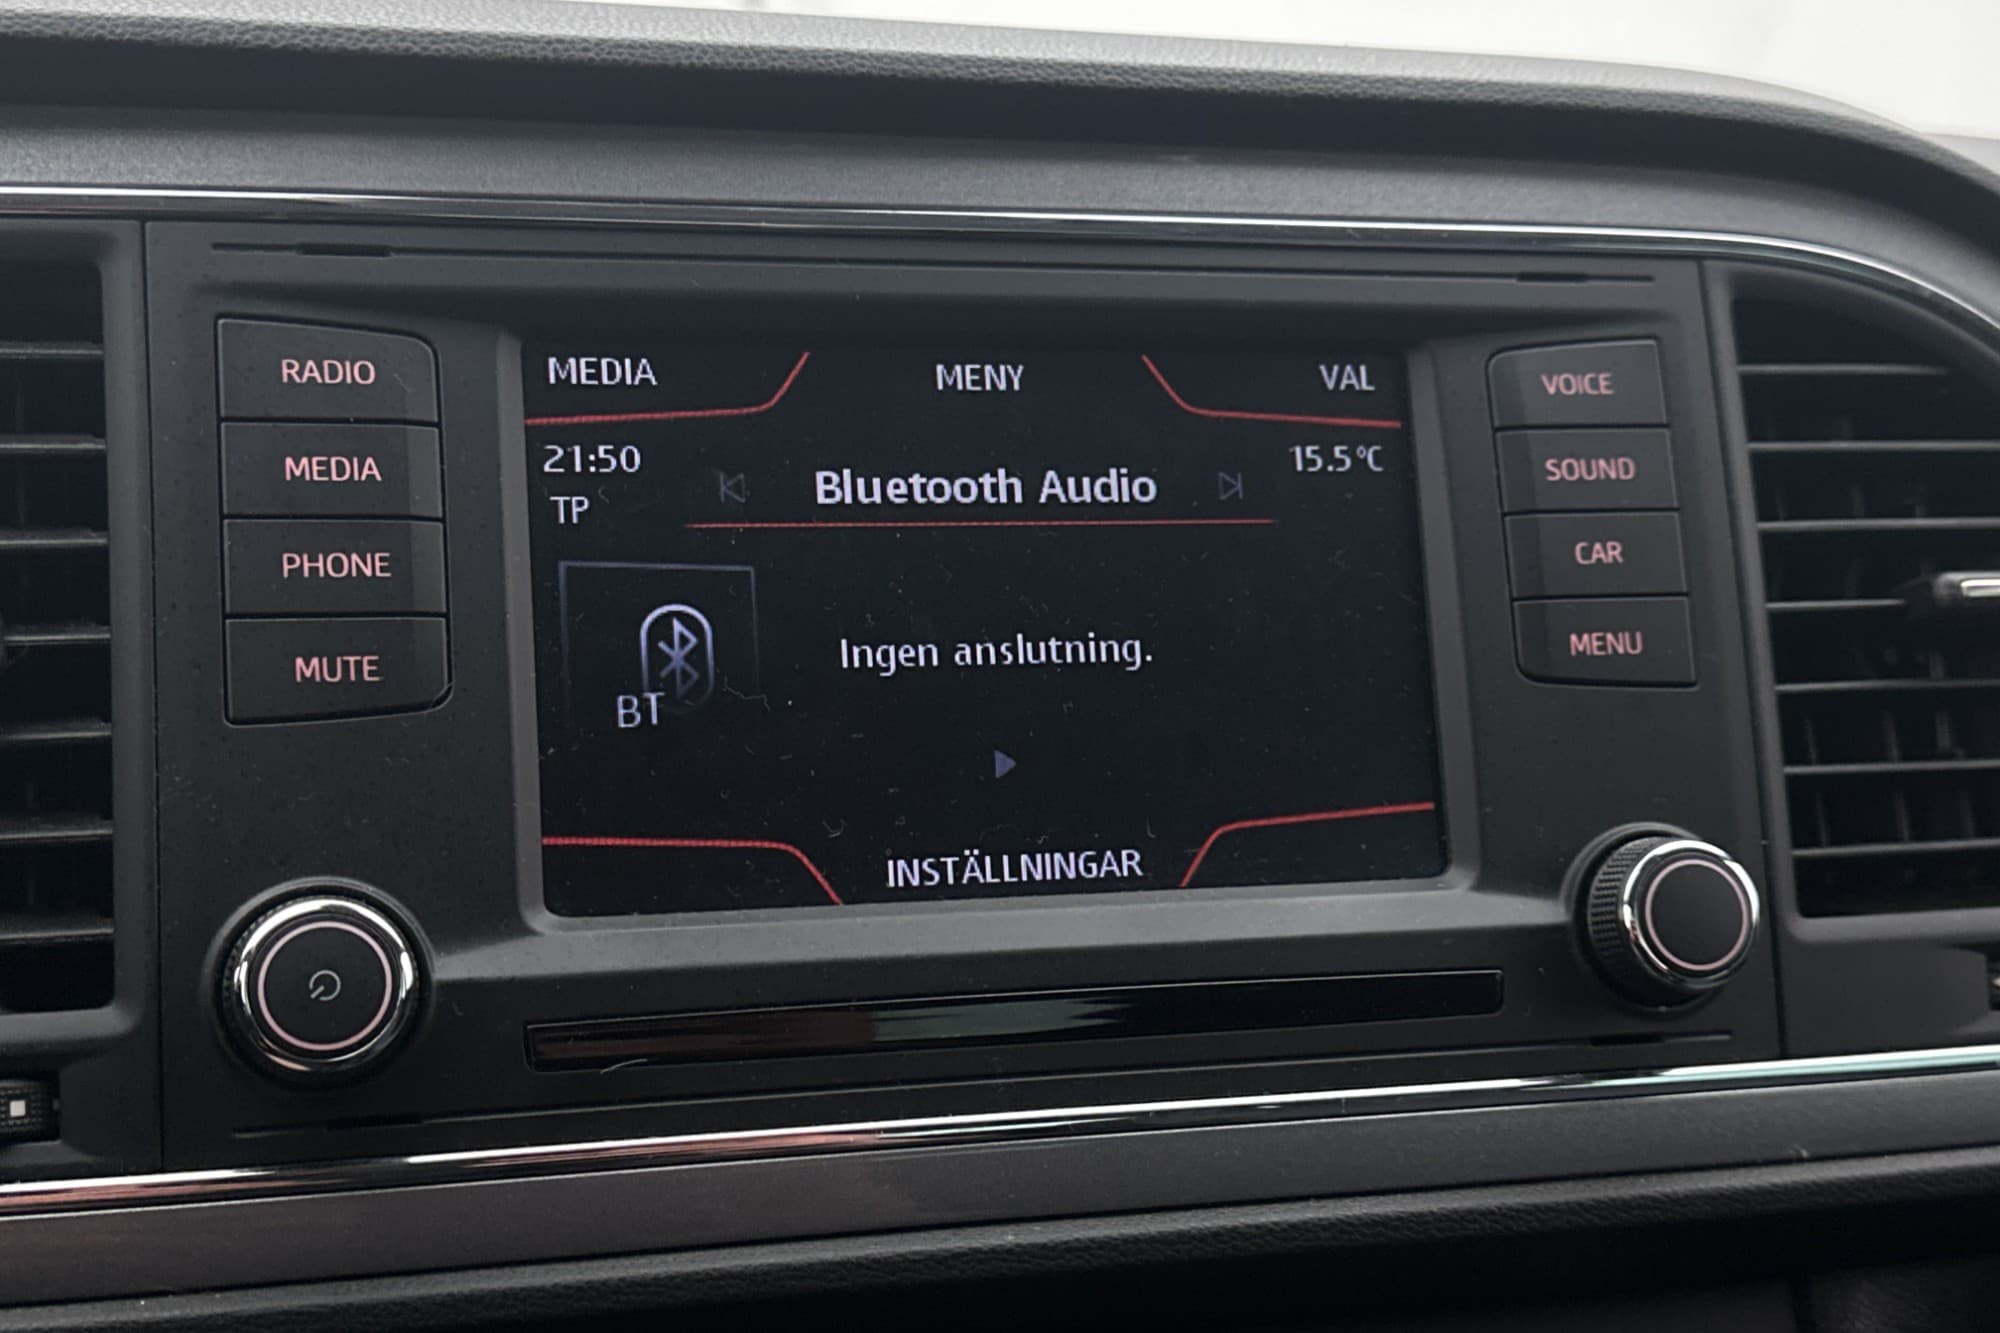 RADIO
MEDIA
PHONE
MUTE
MEDIA
MENY
VAL
21:50
TP
Bluetooth Audio
15.5°C
BT
Ingen anslutning.
INSTÄLLNINGAR
VOICE
SOUND
CAR
MENU